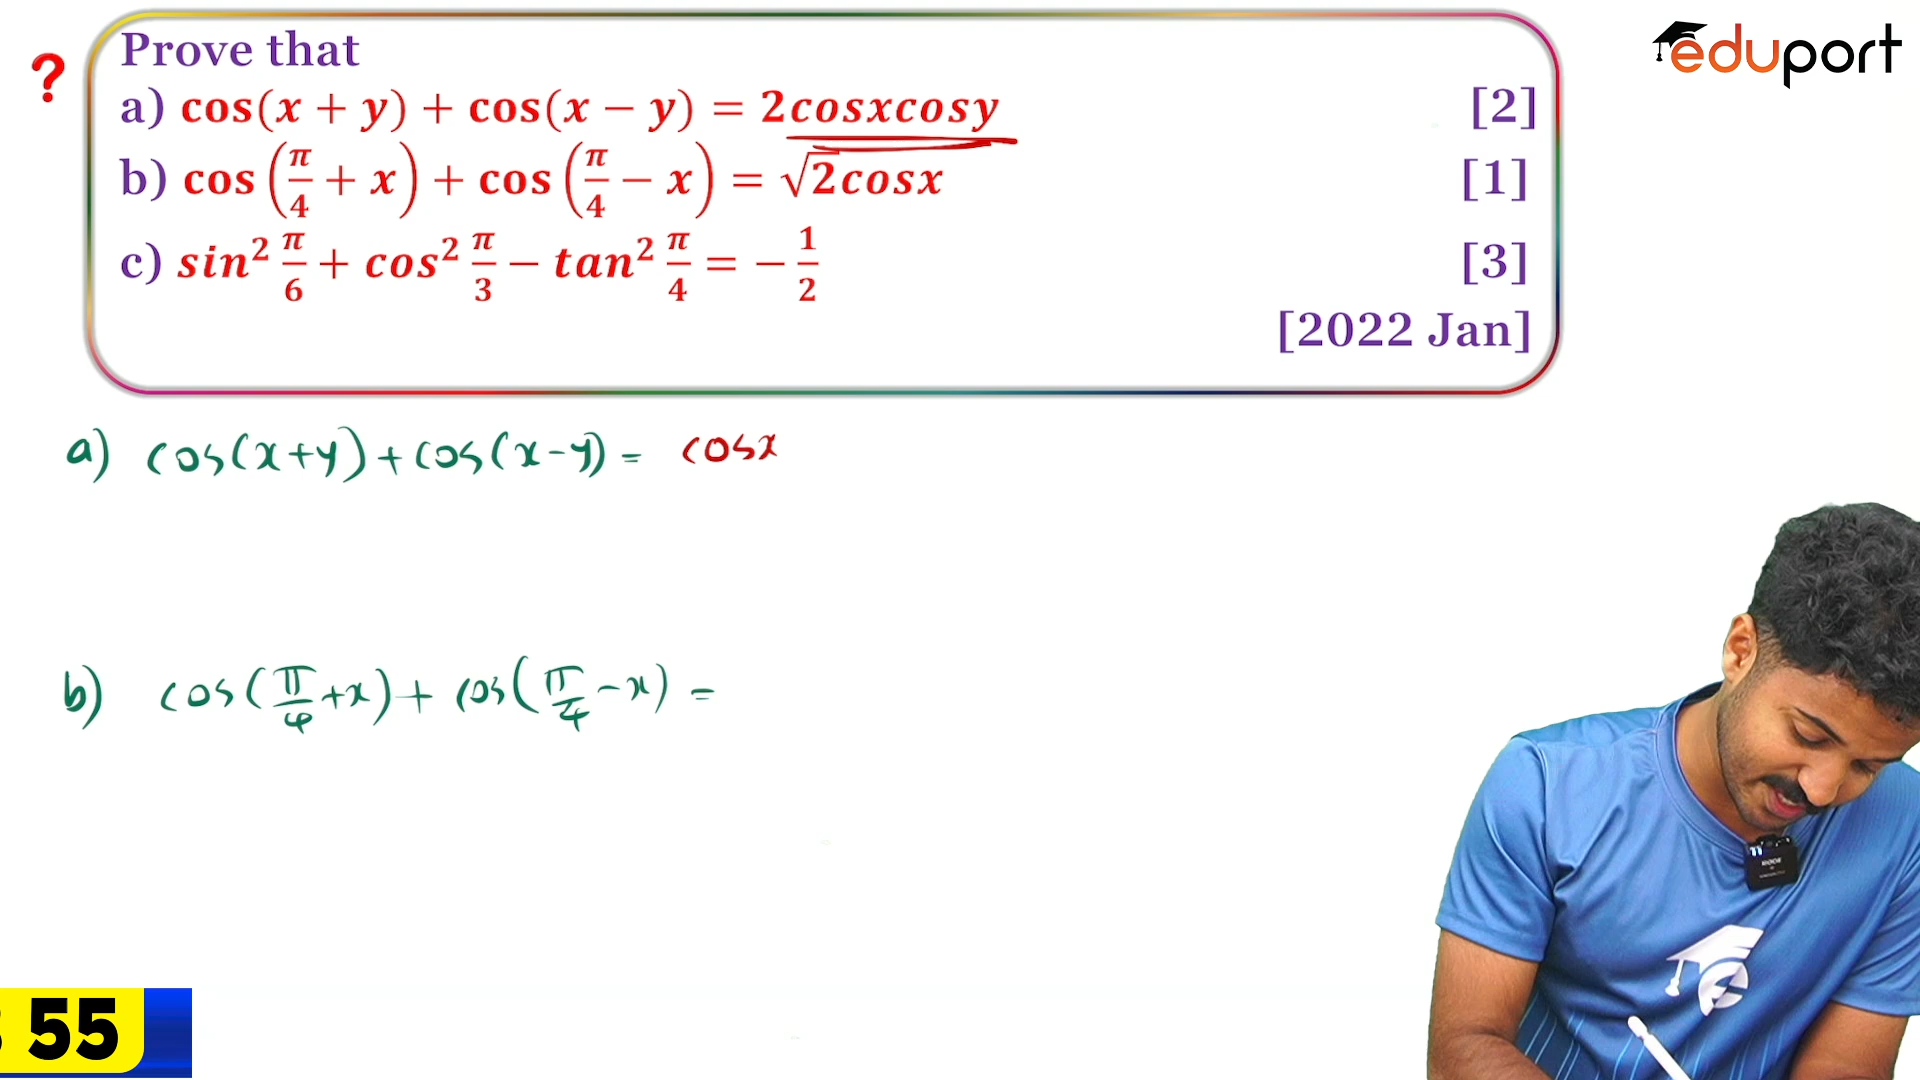 eduport
?
Prove that
a) cos(x + y) + cos(x − y) = 2cosxcosy [2]
b) cos(π/4 + x) + cos(π/4 − x) = √2cosx [1]
c) sin² π/6 + cos² π/3 − tan² π/4 = −1/2 [3]
[2022 Jan]
a) cos(x+y)+cos(x-y) = cosx
b) cos(π/4+x)+ cos(π/4-x) =
55